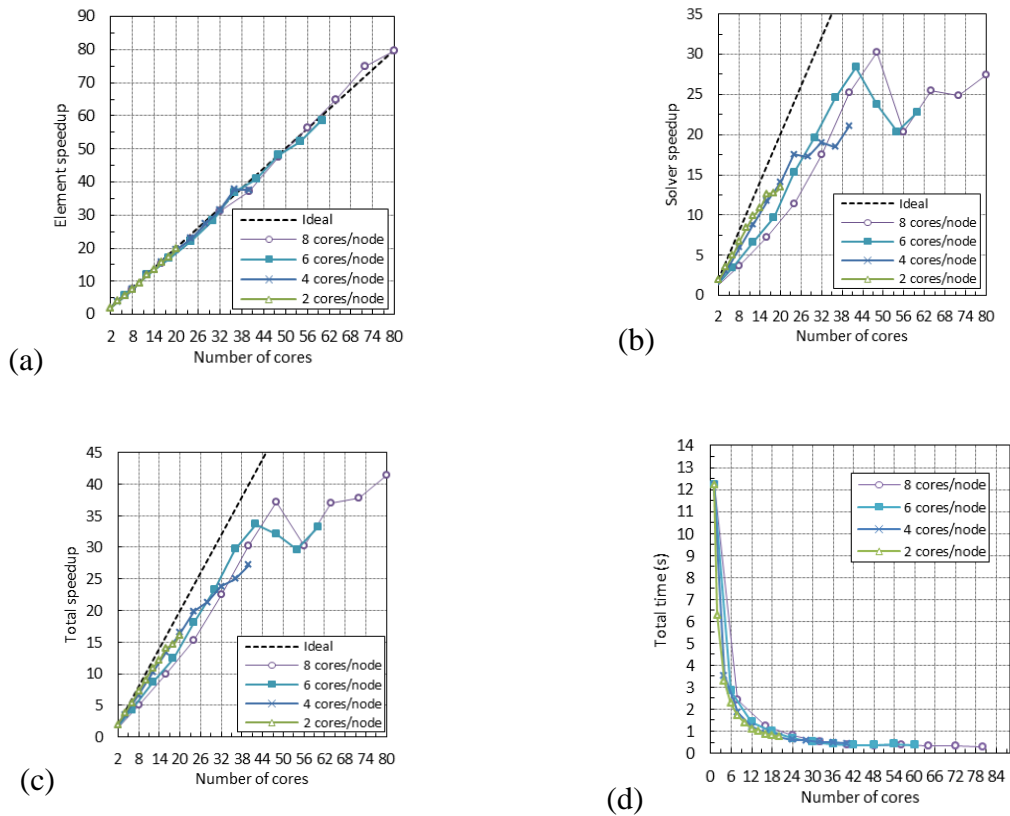 90
80
70
60
50
40
30
20
10
0
Element speedup
Ideal
8 cores/node
6 cores/node
4 cores/node
2 cores/node
2 8 14 20 26 32 38 44 50 56 62 68 74 80
Number of cores
(a)
35
30
25
20
15
10
5
0
Solver speedup
Ideal
8 cores/node
6 cores/node
4 cores/node
2 cores/node
2 8 14 20 26 32 38 44 50 56 62 68 74 80
Number of cores
(b)
45
40
35
30
25
20
15
10
5
0
Total speedup
Ideal
8 cores/node
6 cores/node
4 cores/node
2 cores/node
2 8 14 20 26 32 38 44 50 56 62 68 74 80
Number of cores
(c)
14
13
12
11
10
9
8
7
6
5
4
3
2
1
0
Total time (s)
8 cores/node
6 cores/node
4 cores/node
2 cores/node
0 6 12 18 24 30 36 42 48 54 60 66 72 78 84
Number of cores
(d)